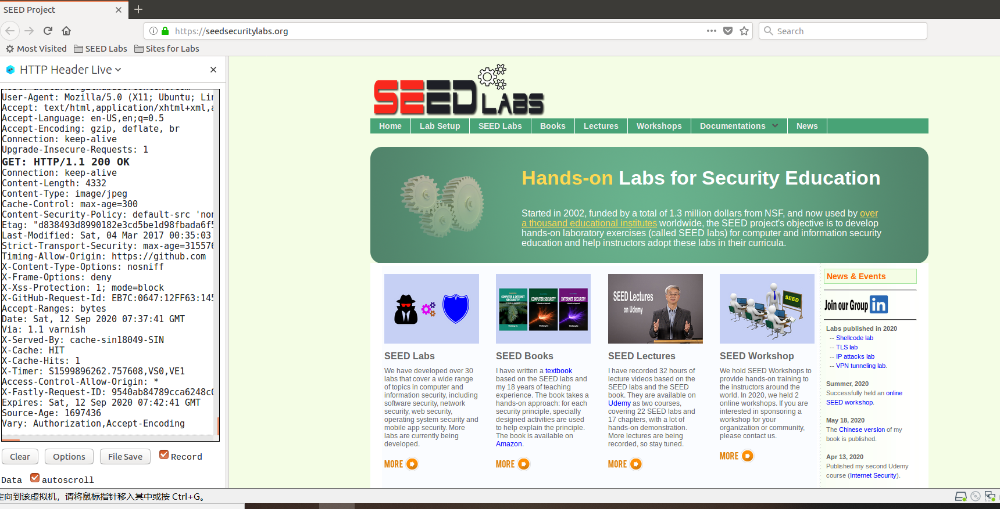 SEED Project
https://seedsecuritylabs.org
Search
Most Visited
SEED Labs
Sites for Labs
HTTP Header Live
User-Agent: Mozilla/5.0 (X11; Ubuntu; Lin
Accept: text/html,application/xhtml+xml,a
Accept-Language: en-US,en;q=0.5
Accept-Encoding: gzip, deflate, br
Connection: keep-alive
Upgrade-Insecure-Requests: 1
GET: HTTP/1.1 200 OK
Connection: keep-alive
Content-Length: 4332
Content-Type: image/jpeg
Cache-Control: max-age=300
Content-Security-Policy: default-src 'non
Etag: "d838493d8990182e3cd5be1d98fbada6f5
Last-Modified: Sat, 04 Mar 2017 00:35:03
Strict-Transport-Security: max-age=315576
Timing-Allow-Origin: https://github.com
X-Content-Type-Options: nosniff
X-Frame-Options: deny
X-Xss-Protection: 1; mode=block
X-GitHub-Request-Id: EB7C:0647:12FF63:145
Accept-Ranges: bytes
Date: Sat, 12 Sep 2020 07:37:41 GMT
Via: 1.1 varnish
X-Served-By: cache-sin18049-SIN
X-Cache: HIT
X-Cache-Hits: 1
X-Timer: S1599896262.757608,VS0,VE1
Access-Control-Allow-Origin: *
X-Fastly-Request-ID: 9540ab84789cca6248c6
Expires: Sat, 12 Sep 2020 07:42:41 GMT
Source-Age: 1697436
Vary: Authorization,Accept-Encoding
Clear
Options
File Save
Record
Data
autoscroll
SEED LABS
Home
Lab Setup
SEED Labs
Books
Lectures
Workshops
Documentations
News
Hands-on Labs for Security Education
Started in 2002, funded by a total of 1.3 million dollars from NSF, and now used by over
a thousand educational institutes worldwide, the SEED project's objective is to develop
hands-on laboratory exercises (called SEED labs) for computer and information security
education and help instructors adopt these labs in their curricula.
SEED Labs
We have developed over 30
labs that cover a wide range
of topics in computer and
information security, including
software security, network
security, web security,
operating system security and
mobile app security. More
labs are currently being
developed.
MORE
COMPUTER & INTERNET
SECURITY
COMPUTER SECURITY
INTERNET SECURITY
SEED Books
I have written a textbook
based on the SEED labs and
my 18 years of teaching
experience. The book takes a
hands-on approach: for each
security principle, specially
designed activities are used
to help explain the principle.
The book is available on
Amazon.
MORE
SEED Lectures
on Udemy
SEED Lectures
I have recorded 32 hours of
lecture videos based on the
SEED labs and the SEED
book. They are available on
Udemy as two courses,
covering 22 SEED labs and
17 chapters, with a lot of
hands-on demonstration.
More lectures are being
recorded, so stay tuned.
MORE
SEED
SEED Workshop
We hold SEED Workshops to
provide hands-on training to
the instructors around the
world. In 2020, we held 2
online workshops. If you are
interested in sponsoring a
workshop for your
organization or community,
please contact us.
MORE
News & Events
Join our Group in
Labs published in 2020
-- Shellcode lab
-- TLS lab
-- IP attacks lab
-- VPN tunneling lab.
Summer, 2020
Successfully held an online
SEED workshop.
May 18, 2020
The Chinese version of my
book is published.
Apr 13, 2020
Published my second Udemy
course (Internet Security).
定向到该虚拟机，请将鼠标指针移入其中或按 Ctrl+G。